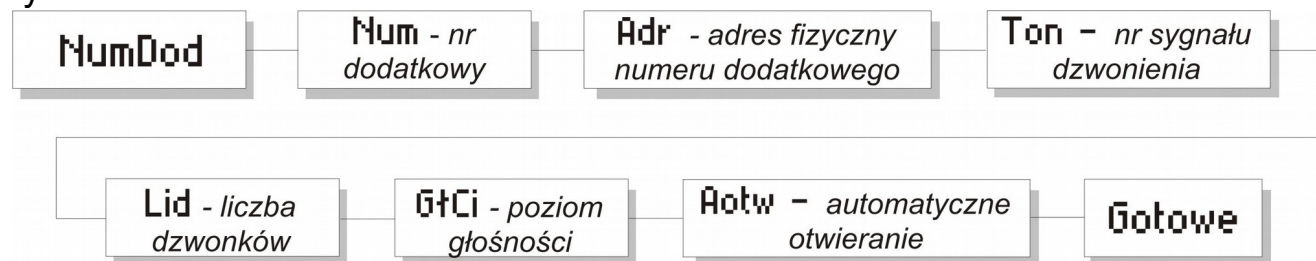 NumDod
Num - nr
dodatkowy
Adr - adres fizyczny
numeru dodatkowego
Ton - nr sygnału
dzwonienia
Lid - liczba
dzwonków
GłCi - poziom
głośności
Aotw - automatyczne
otwieranie
Gotowe